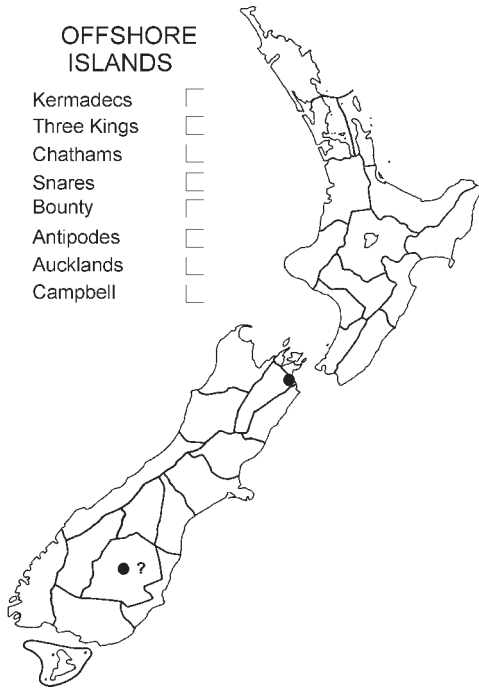 OFFSHORE
ISLANDS
Kermadecs
Three Kings
Chathams
Snares
Bounty
Antipodes
Aucklands
Campbell
?